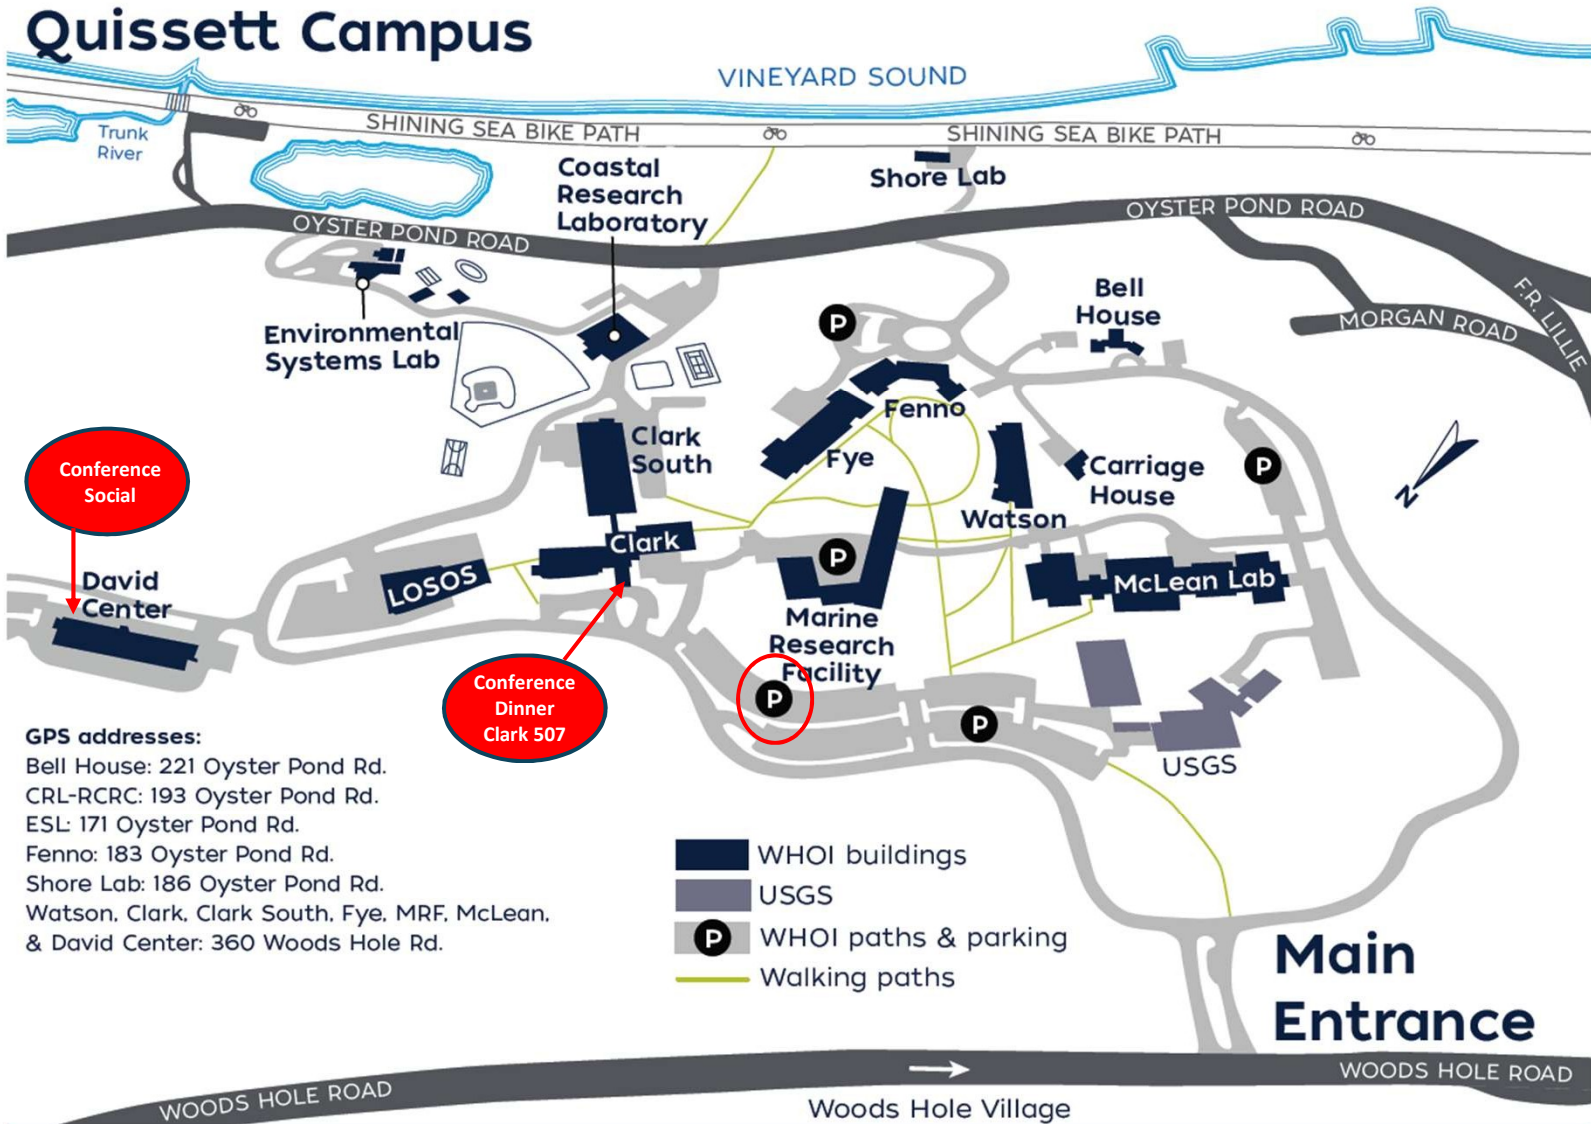 Quissett Campus
VINEYARD SOUND
SHINING SEA BIKE PATH
SHINING SEA BIKE PATH
Trunk
River
Coastal
Research
Laboratory
Shore Lab
OYSTER POND ROAD
OYSTER POND ROAD
F.R. LILLIE
MORGAN ROAD
Bell
House
Environmental
Systems Lab
P
Fenno
Fye
Clark
South
Carriage
House
P
Watson
N
Conference
Social
David
Center
LOSOS
Clark
P
McLean Lab
Marine
Research
Facility
P
P
USGS
Conference
Dinner
Clark 507
GPS addresses:
Bell House: 221 Oyster Pond Rd.
CRL-RCRC: 193 Oyster Pond Rd.
ESL: 171 Oyster Pond Rd.
Fenno: 183 Oyster Pond Rd.
Shore Lab: 186 Oyster Pond Rd.
Watson, Clark, Clark South, Fye, MRF, McLean,
& David Center: 360 Woods Hole Rd.
WHOI buildings
USGS
P WHOI paths & parking
Walking paths
Main
Entrance
WOODS HOLE ROAD
WOODS HOLE ROAD
Woods Hole Village